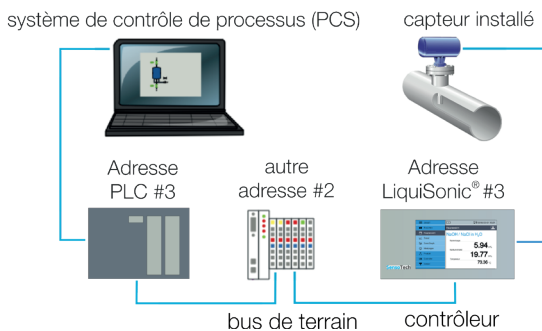 système de contrôle de processus (PCS)
capteur installé
Adresse
PLC #3
autre
adresse #2
Adresse
LiquiSonic® #3
5.94
19.77
bus de terrain
contrôleur